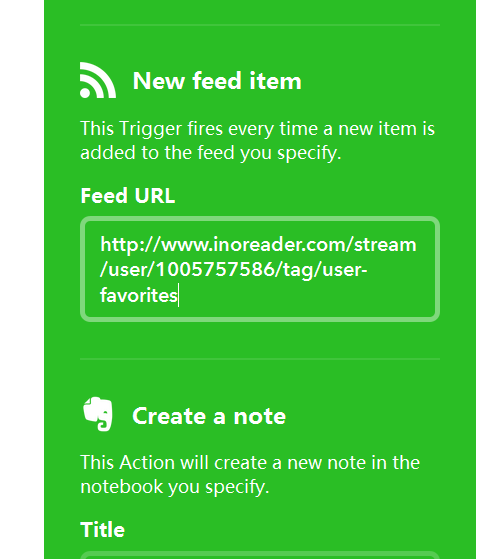 New feed item
This Trigger fires every time a new item is
added to the feed you specify.
Feed URL
http://www.inoreader.com/stream
/user/1005757586/tag/user-
favorites
Create a note
This Action will create a new note in the
notebook you specify.
Title